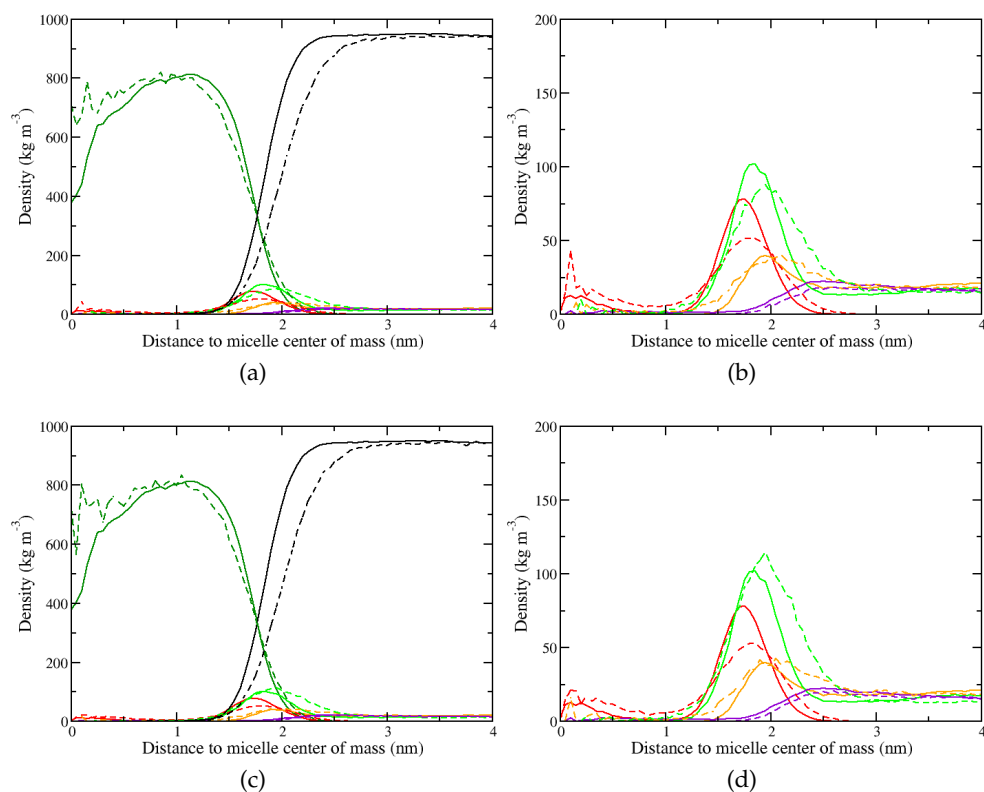 1000
800
600
400
200
0
Density (kg m⁻³)
0 1 2 3 4
Distance to micelle center of mass (nm)
(a)
200
150
100
50
0
Density (kg m⁻³)
0 1 2 3 4
Distance to micelle center of mass (nm)
(b)
1000
800
600
400
200
0
Density (kg m⁻³)
0 1 2 3 4
Distance to micelle center of mass (nm)
(c)
200
150
100
50
0
Density (kg m⁻³)
0 1 2 3 4
Distance to micelle center of mass (nm)
(d)